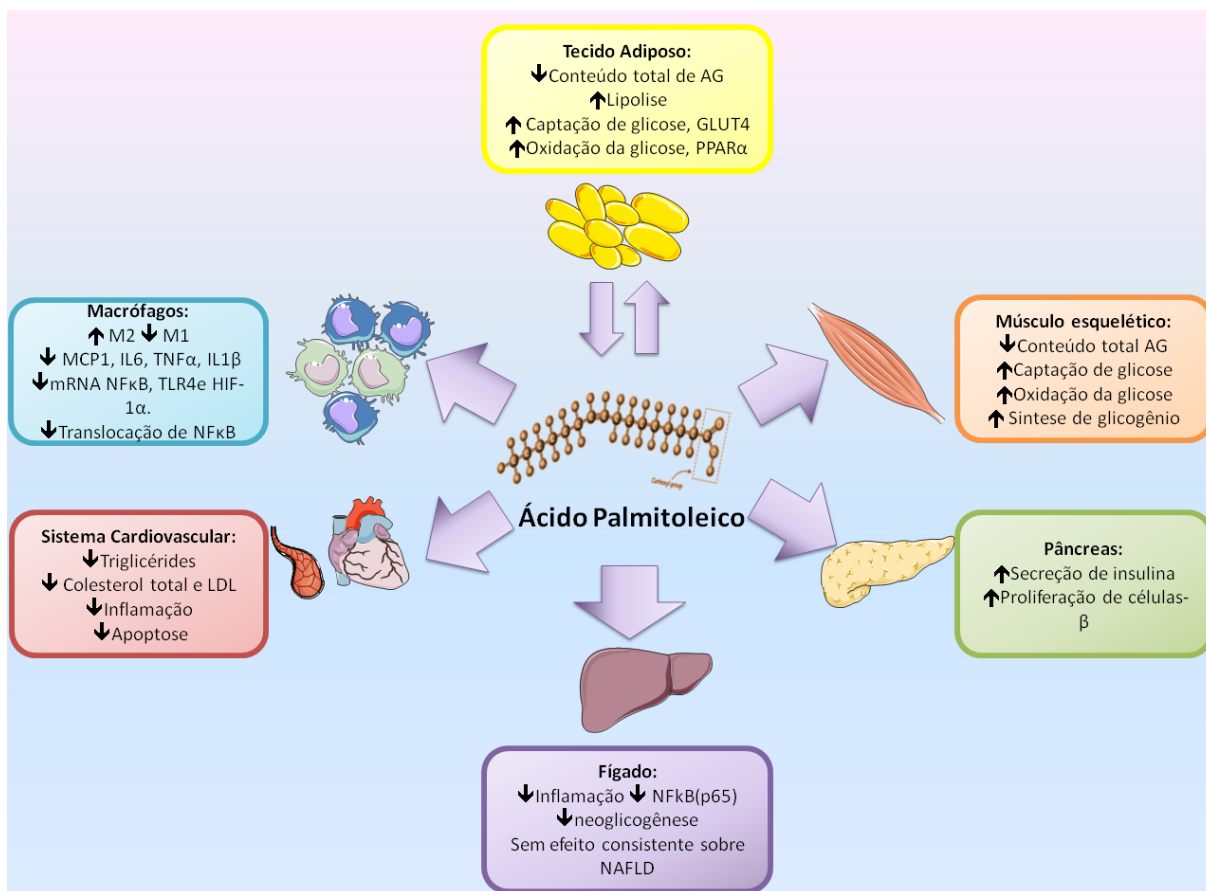 Tecido Adiposo:
↓Conteúdo total de AG
↑Lipolise
↑ Captação de glicose, GLUT4
↑Oxidação da glicose, PPARα
Macrófagos:
↑ M2 ↓ M1
↓ MCP1, IL6, TNFα, IL1β
↓mRNA NFκB, TLR4e HIF-
1α.
↓Translocação de NFκB
Músculo esquelético:
↓Conteúdo total AG
↑Captação de glicose
↑Oxidação da glicose
↑ Sintese de glicogênio
Carboxyl group
Ácido Palmitoleico
Sistema Cardiovascular:
↓Triglicérides
↓ Colesterol total e LDL
↓Inflamação
↓Apoptose
Pâncreas:
↑Secreção de insulina
↑Proliferação de células-
β
Fígado:
↓Inflamação ↓ NFkB(p65)
↓neoglicogênese
Sem efeito consistente sobre
NAFLD